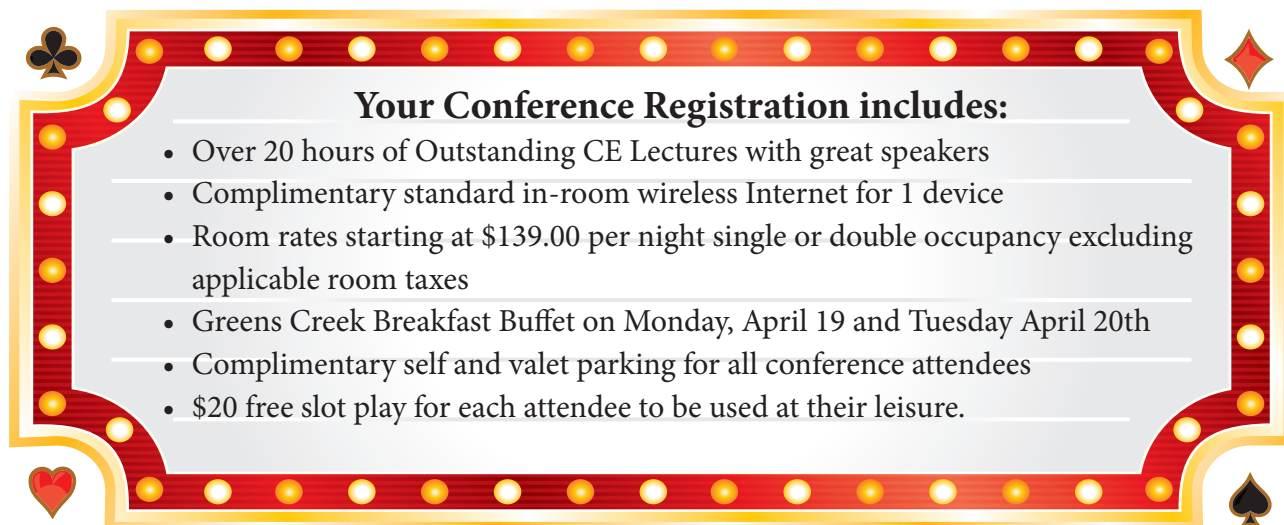 Your Conference Registration includes:
• Over 20 hours of Outstanding CE Lectures with great speakers
• Complimentary standard in-room wireless Internet for 1 device
• Room rates starting at $139.00 per night single or double occupancy excluding
applicable room taxes
• Greens Creek Breakfast Buffet on Monday, April 19 and Tuesday April 20th
• Complimentary self and valet parking for all conference attendees
• $20 free slot play for each attendee to be used at their leisure.